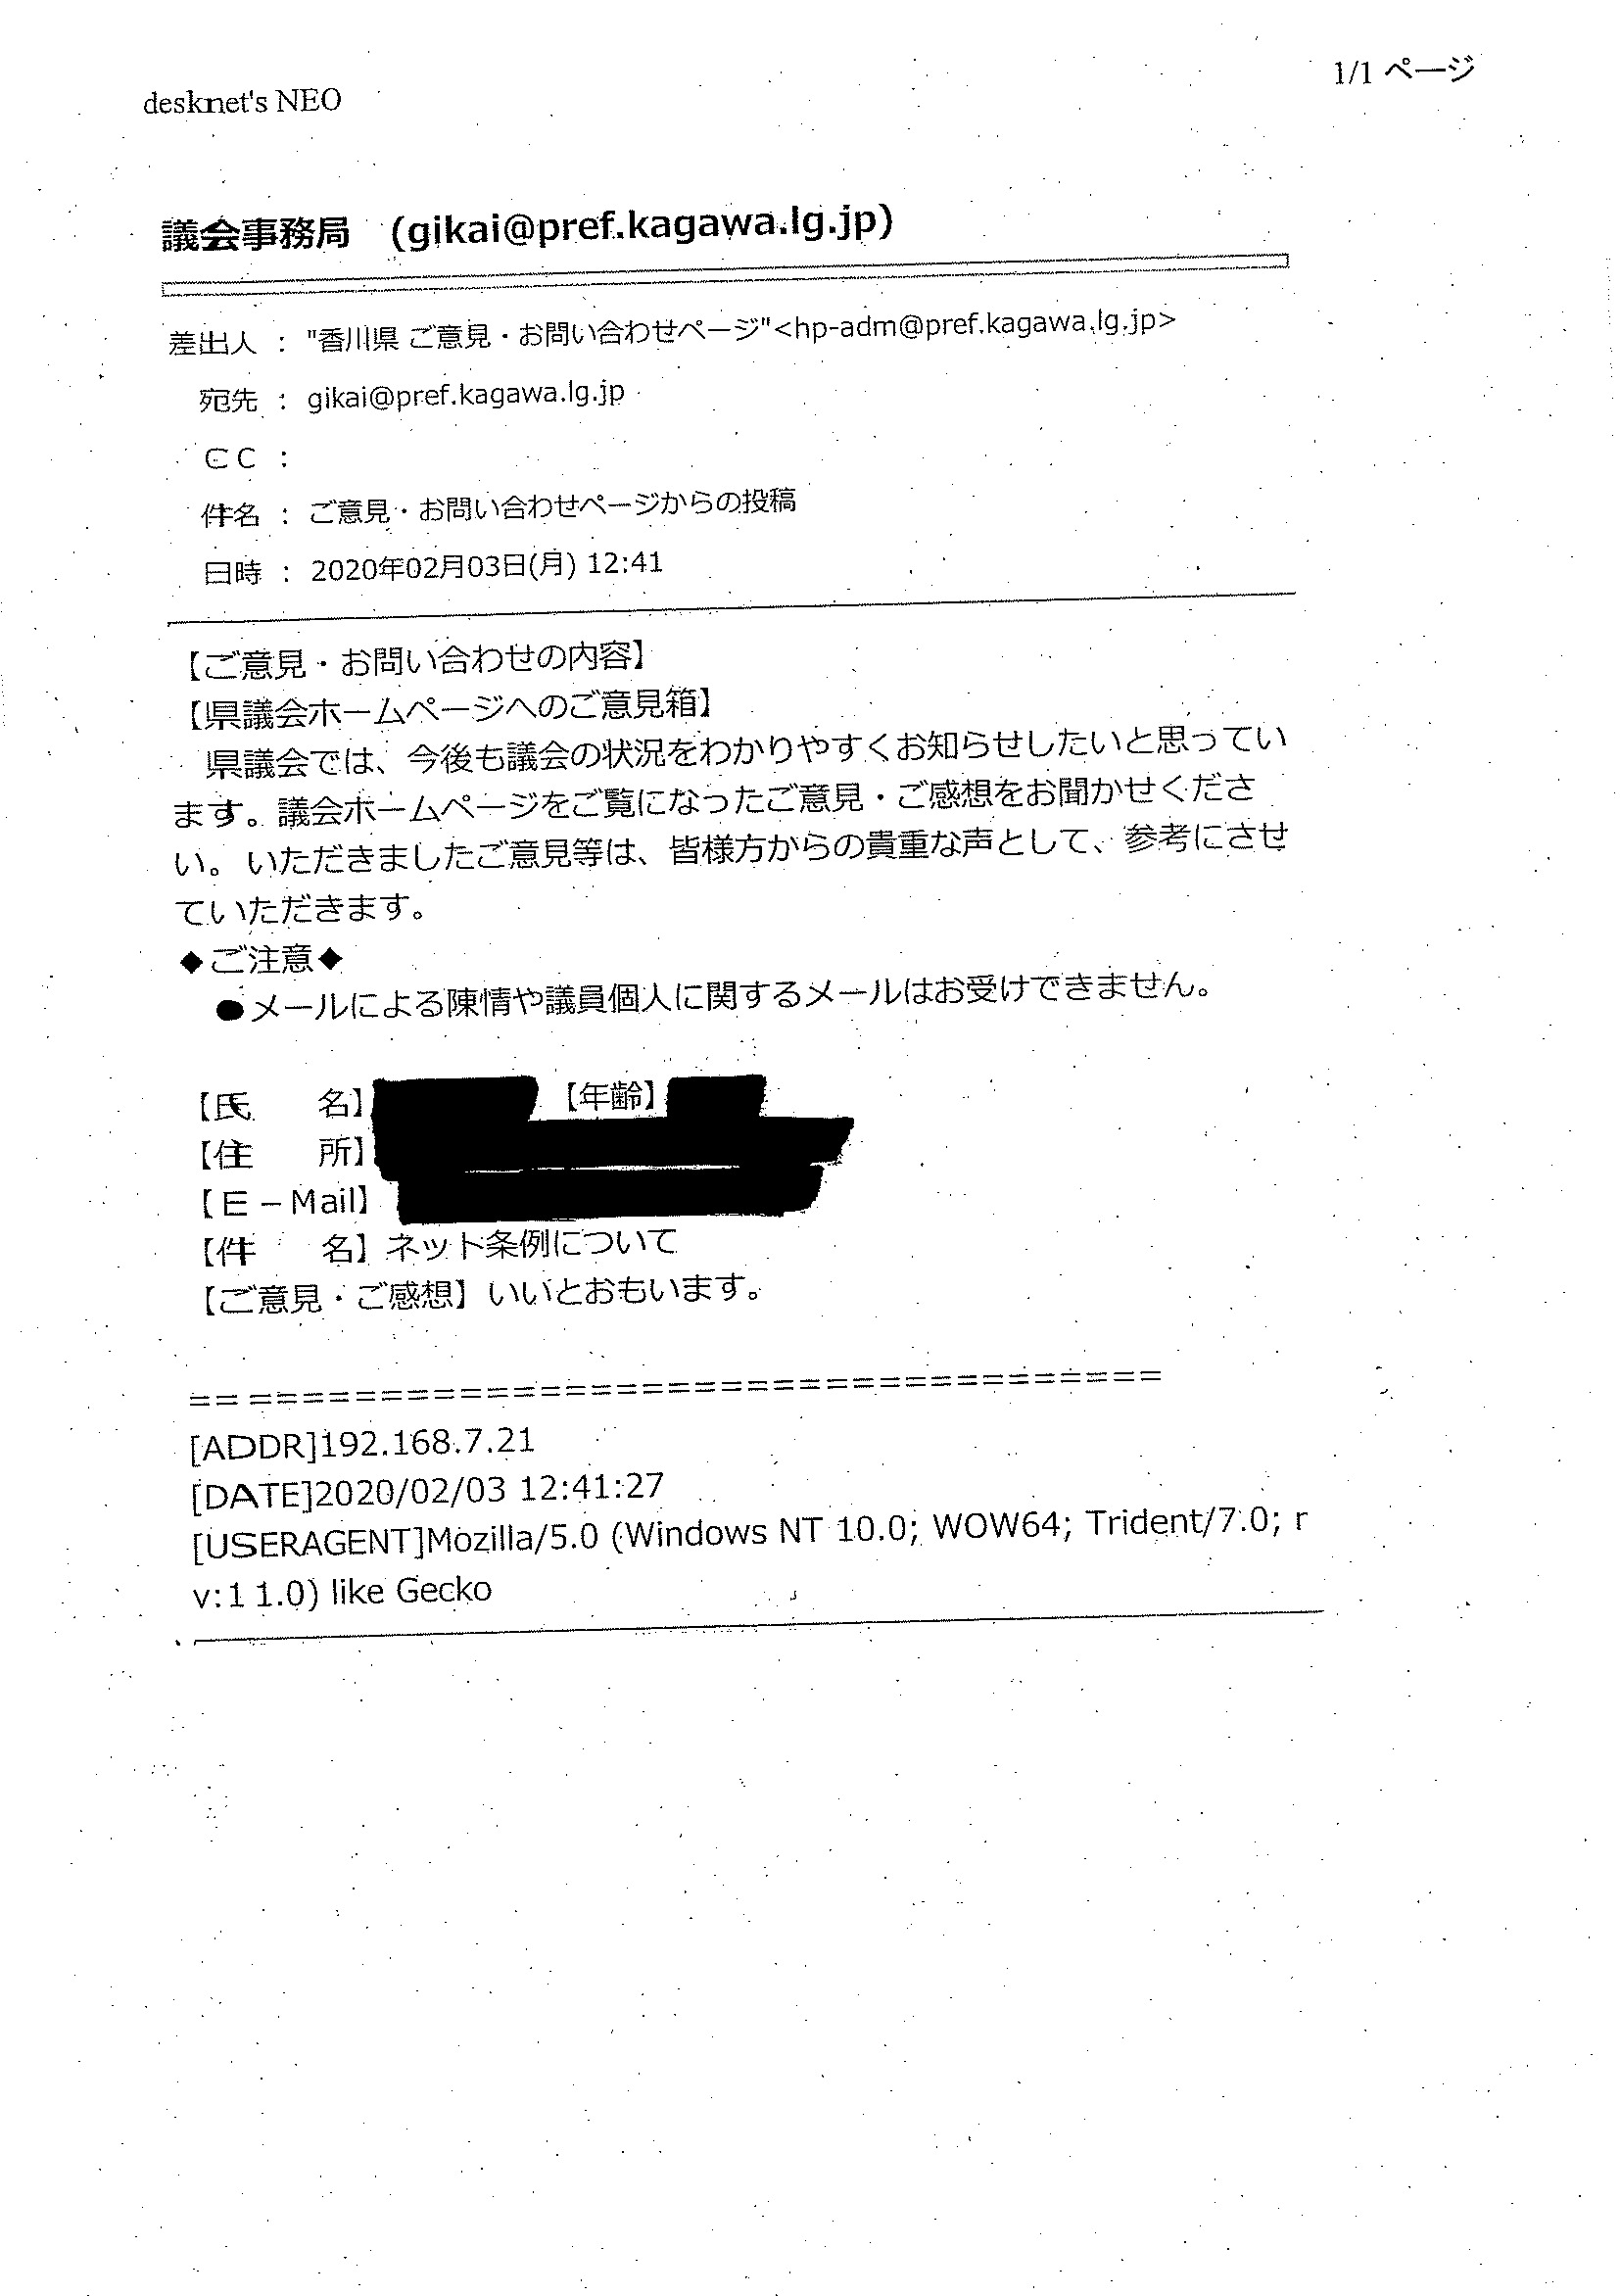 1/1 ページ
desknet's NEO
議会事務局　(gikai@pref.kagawa.lg.jp)
差出人 ： "香川県 ご意見・お問い合わせページ"<hp-adm@pref.kagawa.lg.jp>
宛先 ： gikai@pref.kagawa.lg.jp
ＣＣ ：
件名 ： ご意見・お問い合わせページからの投稿
日時 ： 2020年02月03日(月) 12:41
【ご意見・お問い合わせの内容】
【県議会ホームページへのご意見箱】
　県議会では、今後も議会の状況をわかりやすくお知らせしたいと思ってい
ます。議会ホームページをご覧になったご意見・ご感想をお聞かせくださ
い。いただきましたご意見等は、皆様方からの貴重な声として、参考にさせ
ていただきます。
◆ご注意◆
　●メールによる陳情や議員個人に関するメールはお受けできません。
【氏　　名】　【年齢】
【住　　所】
【Ｅ－Mail】
【件　　名】ネット条例について
【ご意見・ご感想】いいとおもいます。
=====================================
[ADDR]192.168.7.21
[DATE]2020/02/03 12:41:27
[USERAGENT]Mozilla/5.0 (Windows NT 10.0; WOW64; Trident/7.0; r
v:11.0) like Gecko